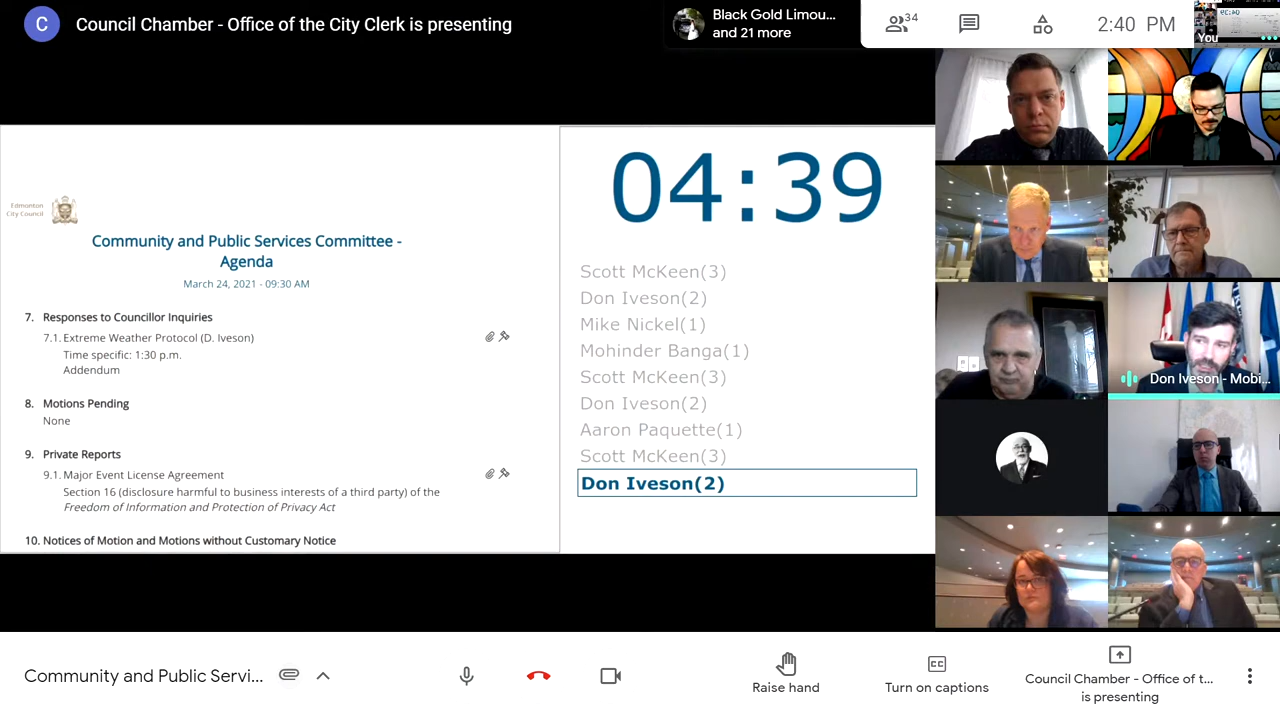 C
Council Chamber - Office of the City Clerk is presenting
Black Gold Limou...
and 21 more
34
2:40 PM
You
Edmonton
City Council
Community and Public Services Committee -
Agenda
March 24, 2021 - 09:30 AM
7. Responses to Councillor Inquiries
7.1. Extreme Weather Protocol (D. Iveson)
Time specific: 1:30 p.m.
Addendum
8. Motions Pending
None
9. Private Reports
9.1. Major Event License Agreement
Section 16 (disclosure harmful to business interests of a third party) of the
Freedom of Information and Protection of Privacy Act
10. Notices of Motion and Motions without Customary Notice
04:39
Scott McKeen(3)
Don Iveson(2)
Mike Nickel(1)
Mohinder Banga(1)
Scott McKeen(3)
Don Iveson(2)
Aaron Paquette(1)
Scott McKeen(3)
Don Iveson(2)
Don Iveson - Mobi...
Community and Public Servi...
Raise hand
CC
Turn on captions
Council Chamber - Office of t...
is presenting